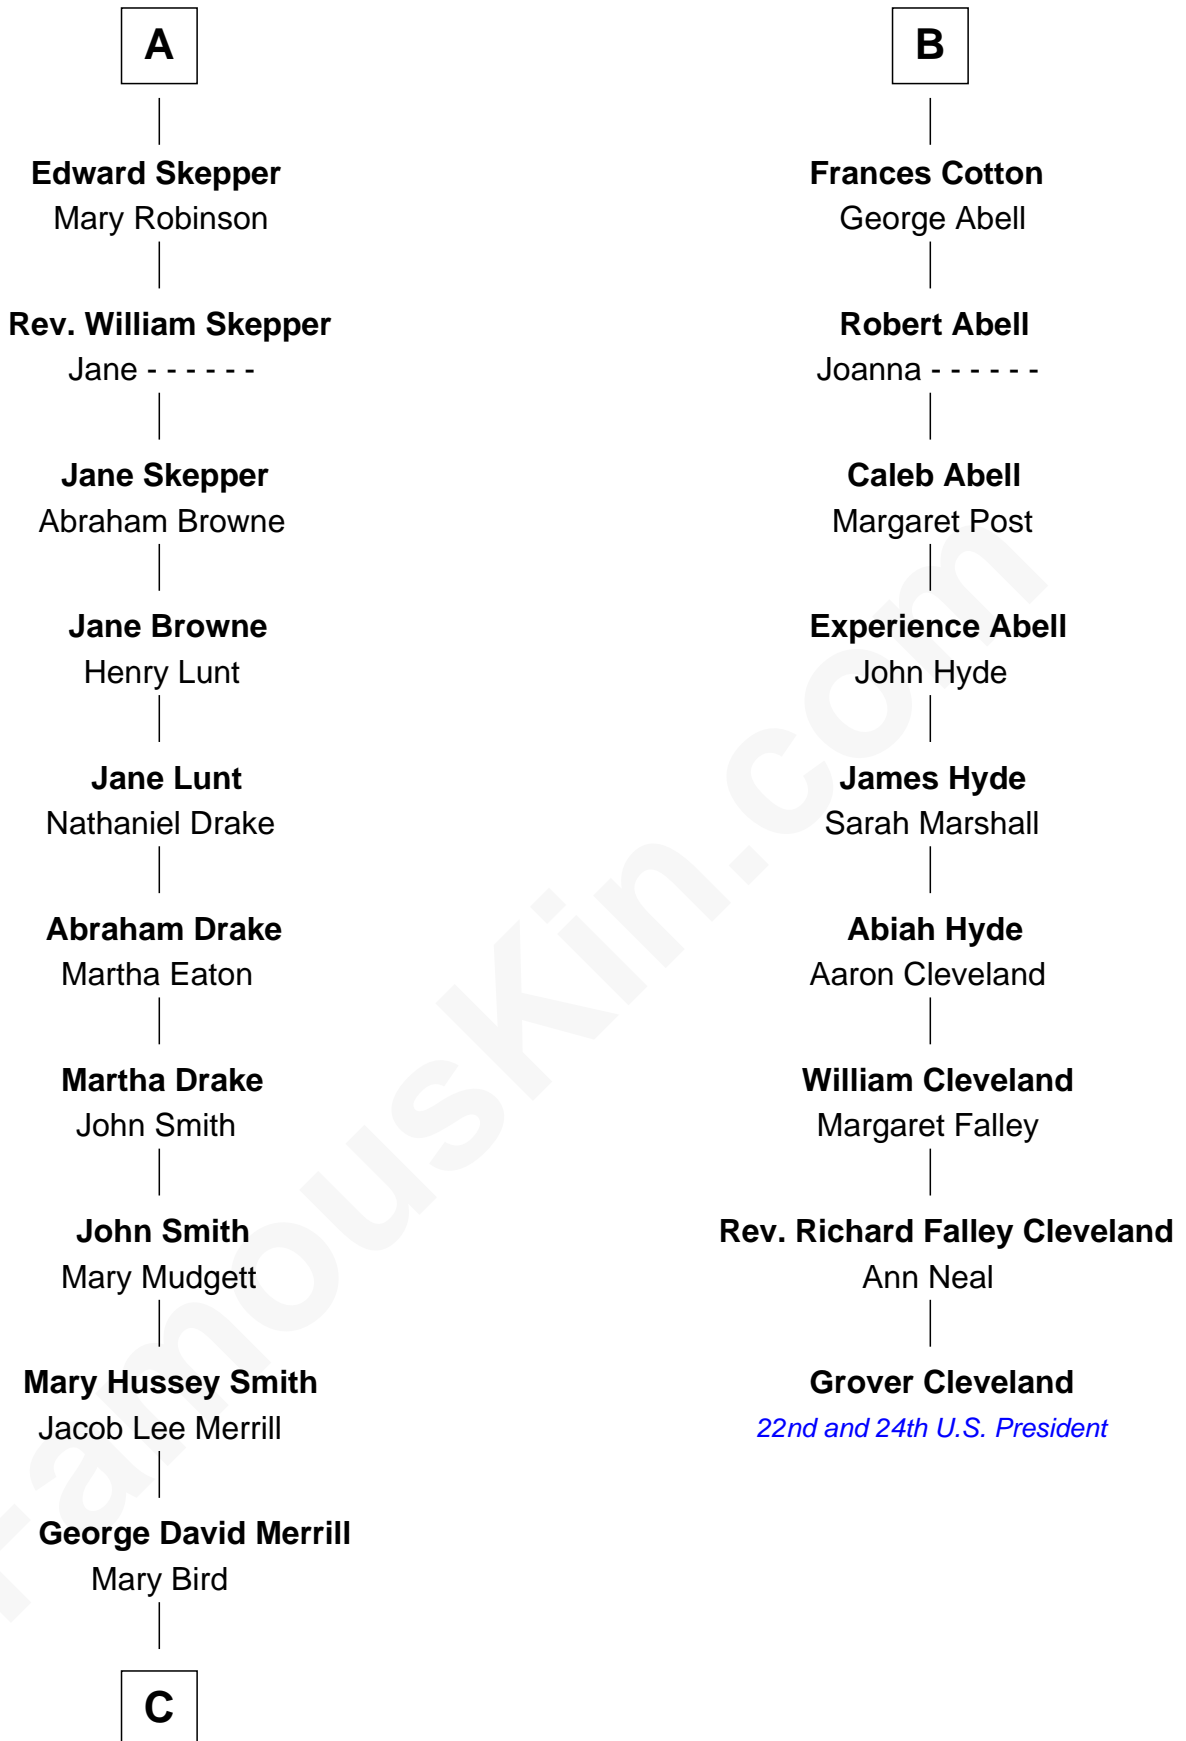 A
Edward Skepper
Mary Robinson
Rev. William Skepper
Jane - - - - - -
Jane Skepper
Abraham Browne
Jane Browne
Henry Lunt
Jane Lunt
Nathaniel Drake
Abraham Drake
Martha Eaton
Martha Drake
John Smith
John Smith
Mary Mudgett
Mary Hussey Smith
Jacob Lee Merrill
George David Merrill
Mary Bird
C
B
Frances Cotton
George Abell
Robert Abell
Joanna - - - - - -
Caleb Abell
Margaret Post
Experience Abell
John Hyde
James Hyde
Sarah Marshall
Abiah Hyde
Aaron Cleveland
William Cleveland
Margaret Falley
Rev. Richard Falley Cleveland
Ann Neal
Grover Cleveland
22nd and 24th U.S. President
FamousKin.com